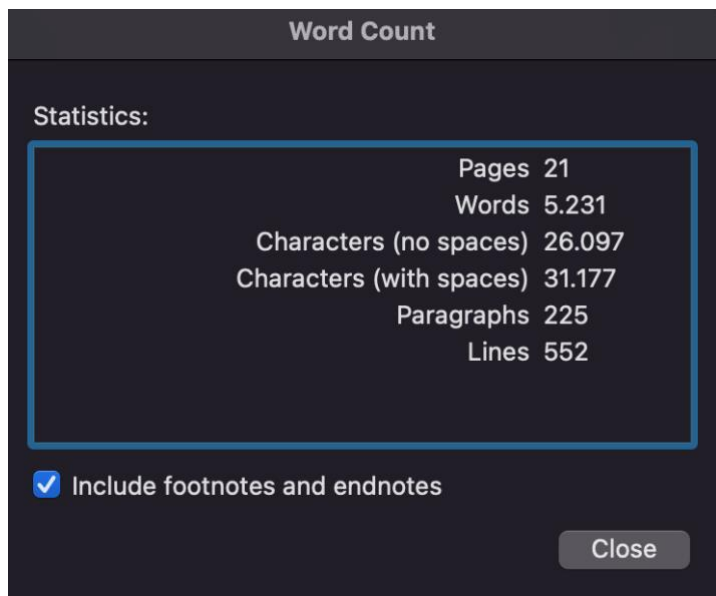 Word Count
Statistics:
Pages 21
Words 5.231
Characters (no spaces) 26.097
Characters (with spaces) 31.177
Paragraphs 225
Lines 552
Include footnotes and endnotes
Close